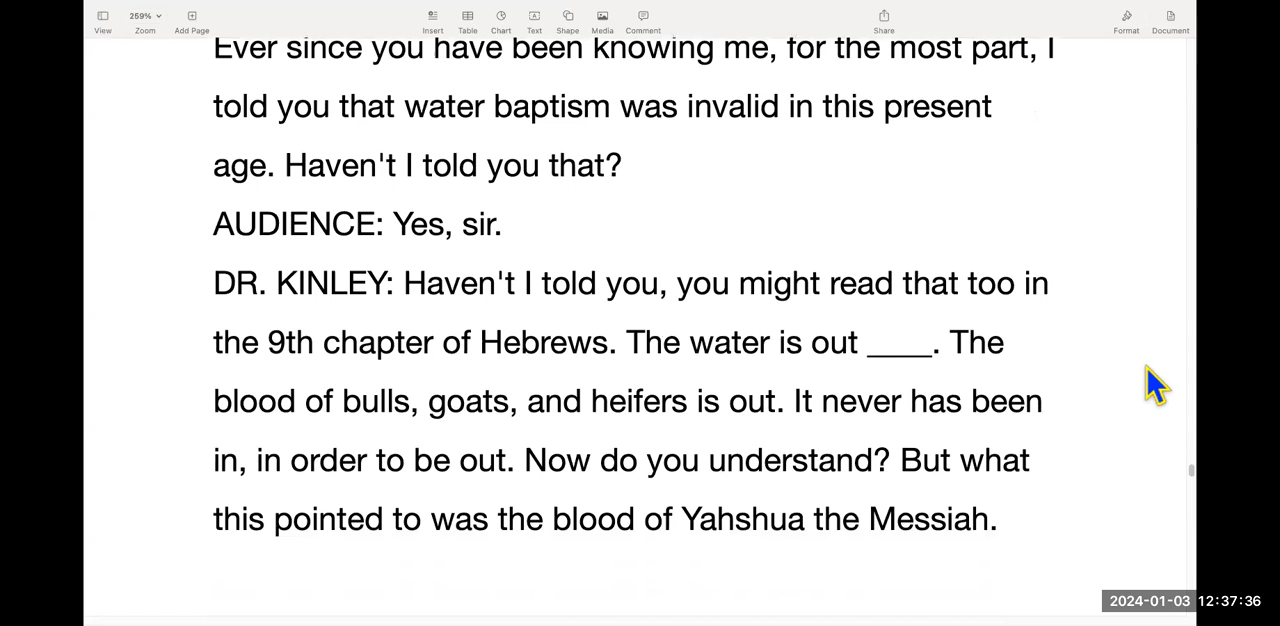 259%
View Zoom Add Page Insert Table Chart Text Shape Media Comment Share Format Document
Ever since you have been knowing me, for the most part, I
told you that water baptism was invalid in this present
age. Haven't I told you that?
AUDIENCE: Yes, sir.
DR. KINLEY: Haven't I told you, you might read that too in
the 9th chapter of Hebrews. The water is out ____. The
blood of bulls, goats, and heifers is out. It never has been
in, in order to be out. Now do you understand? But what
this pointed to was the blood of Yahshua the Messiah.
2024-01-03 12:37:36